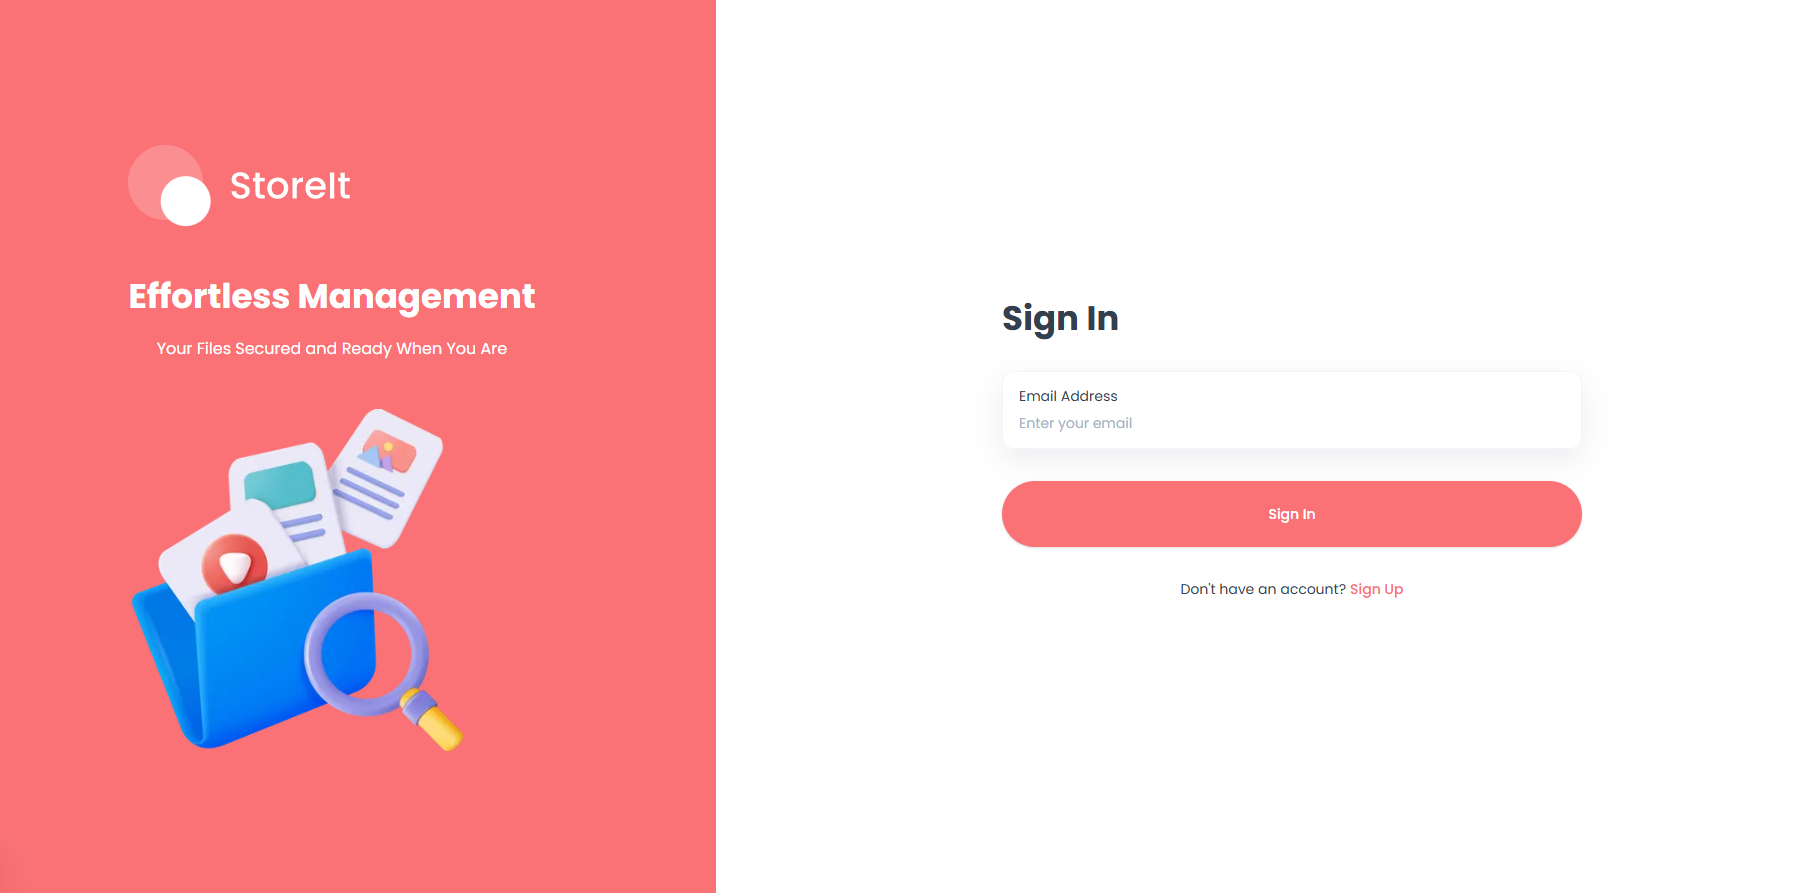 StoreIt
Effortless Management
Your Files Secured and Ready When You Are
Sign In
Email Address
Enter your email
Sign In
Don't have an account? Sign Up